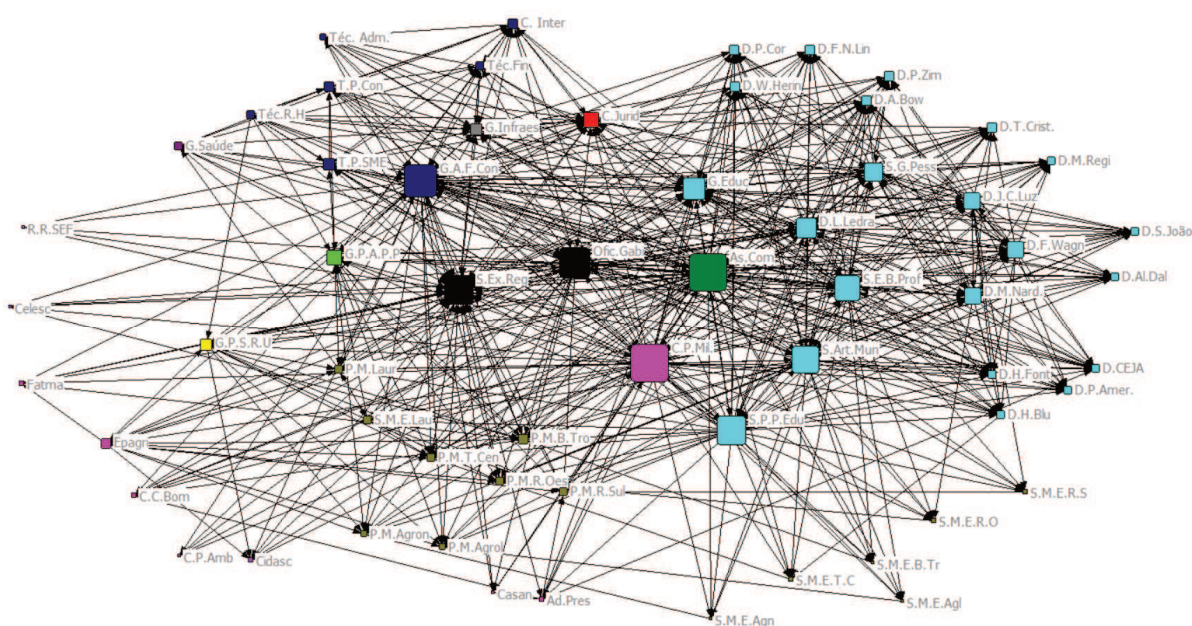 C. Inter
Téc. Adm.
D.P.Cor
D.F.N.Lin
Téc.Fin
D.P.Zim
T.P.Con
D.W.Herin
D.A.Bow
Téc.R.H
C.Jurid
G.Infraes
D.T.Crist.
G.Saúde
T.P.SME
G.A.F.Con
D.M.Regi
S.G.Pess
G.Educ
D.J.C.Luz
R.R.SEF
D.L.Ledra
D.S.João
G.P.A.P.P
Ofic.Gabi
D.F.Wagn
As.Com
S.Ex.Reg
S.E.B.Prof
D.Al.Dal
D.M.Nard.
Celesc
G.P.S.R.U
C.P.Mil.
S.Art.Mun
P.M.Laur
D.CEJA
D.H.Font
Fatma
D.P.Amer.
S.M.E.Lau
D.H.Blu
S.P.P.Edu
Epagri
P.M.B.Tro
P.M.T.Cen
P.M.R.Oes
C.C.Bom
P.M.R.Sul
S.M.E.R.S
S.M.E.R.O
P.M.Agron
P.M.Agrol
C.P.Amb
Cidasc
S.M.E.B.Tr
S.M.E.T.C
Casan
Ad.Pres
S.M.E.Agl
S.M.E.Agn